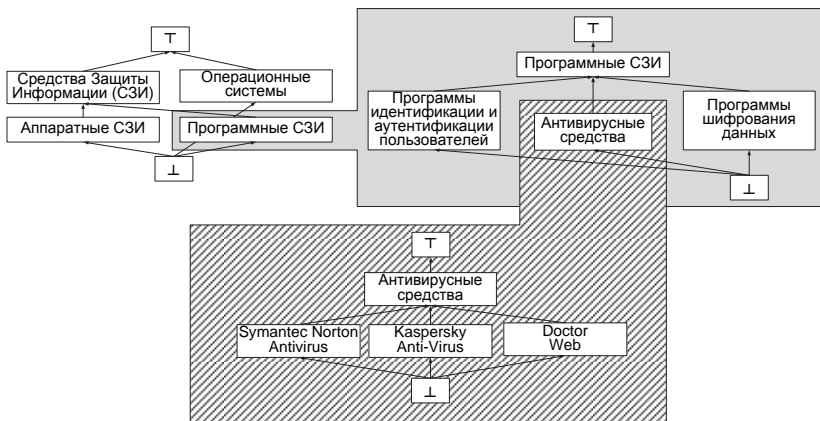 ⊤
Средства Защиты
Информации (СЗИ)
Операционные
системы
Аппаратные СЗИ
Программные СЗИ
⊥
⊤
Программные СЗИ
Программы
идентификации и
аутентификации
пользователей
Антивирусные
средства
Программы
шифрования
данных
⊥
⊤
Антивирусные
средства
Symantec Norton
Antivirus
Kaspersky
Anti-Virus
Doctor
Web
⊥